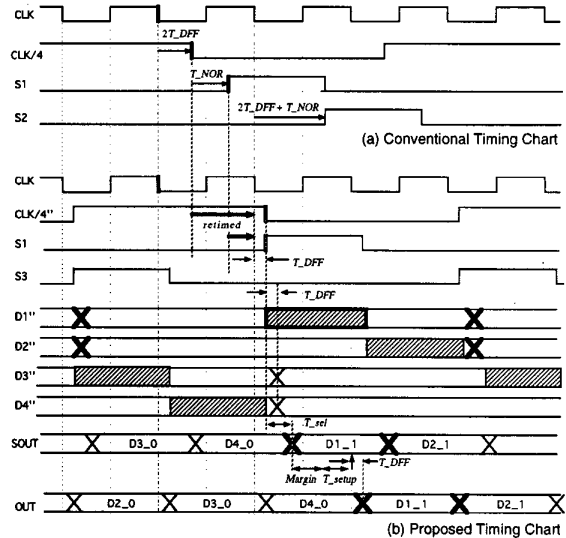 CLK
2T_DFF
CLK/4
T_NOR
S1
2T_DFF + T_NOR
S2
(a) Conventional Timing Chart
CLK
CLK/4"
retimed
S1
T_DFF
S3
T_DFF
D1"
D2"
D3"
D4"
T_sel
SOUT D3_0 D4_0 D1_1 D2_1
T_DFF
Margin T_setup
OUT D2_0 D3_0 D4_0 D1_1 D2_1
(b) Proposed Timing Chart